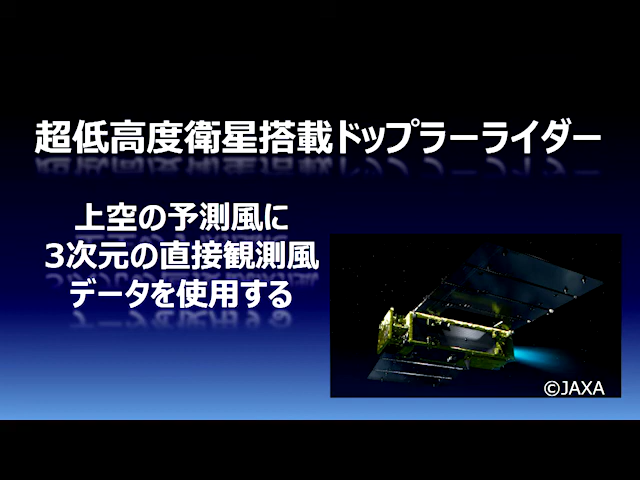 超低高度衛星搭載ドップラーライダー
上空の予測風に
3次元の直接観測風
データを使用する
©JAXA